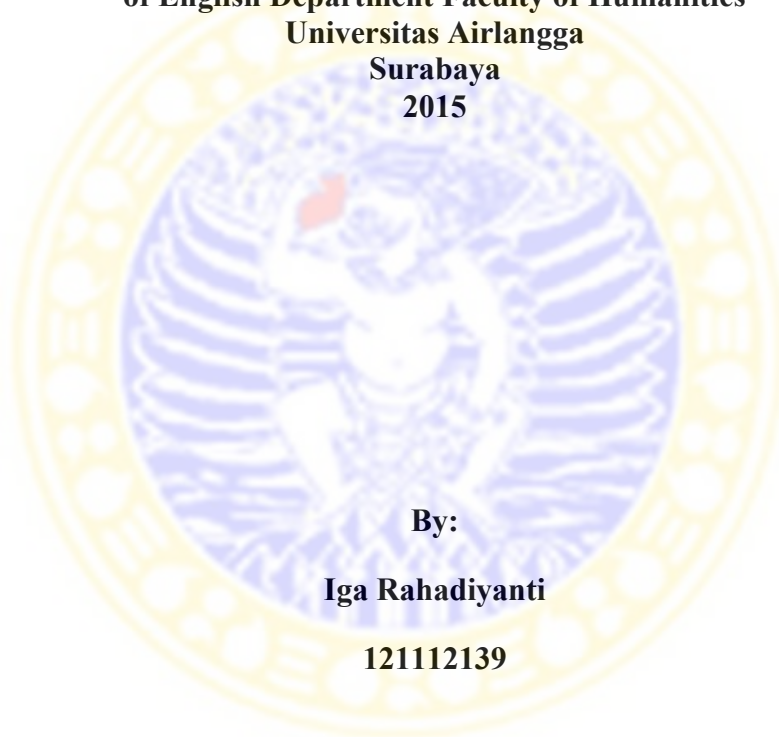 of English Department Faculty of Humanities
Universitas Airlangga
Surabaya
2015
By:
Iga Rahadiyanti
121112139